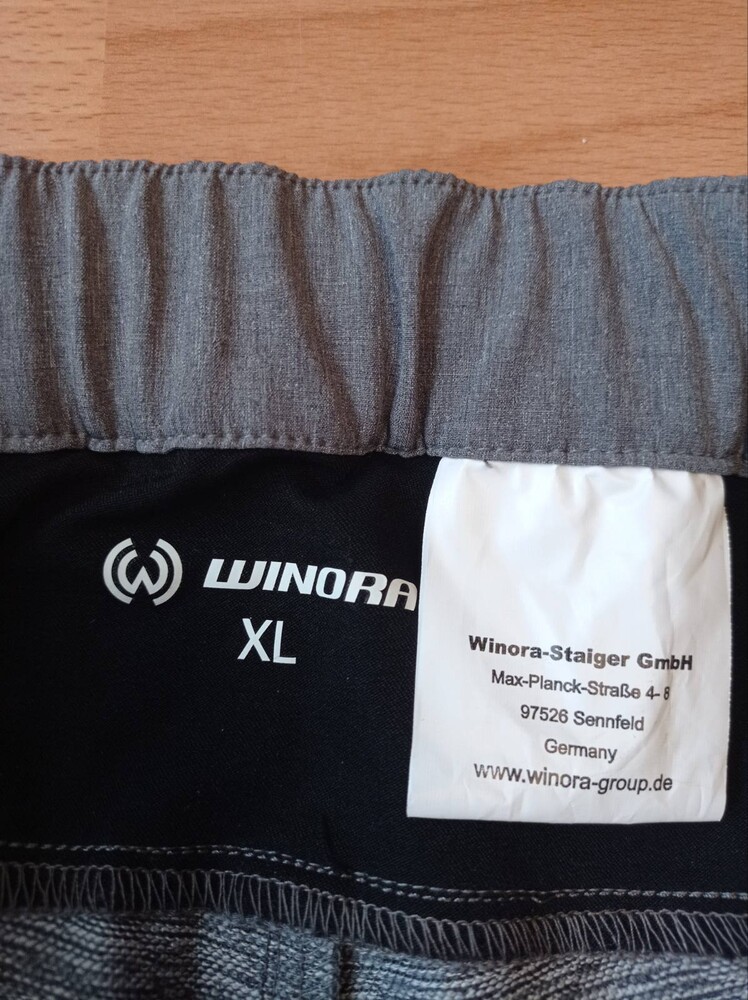 WINORA
XL
Winora-Staiger GmbH
Max-Planck-Straße 4- 8
97526 Sennfeld
Germany
www.winora-group.de